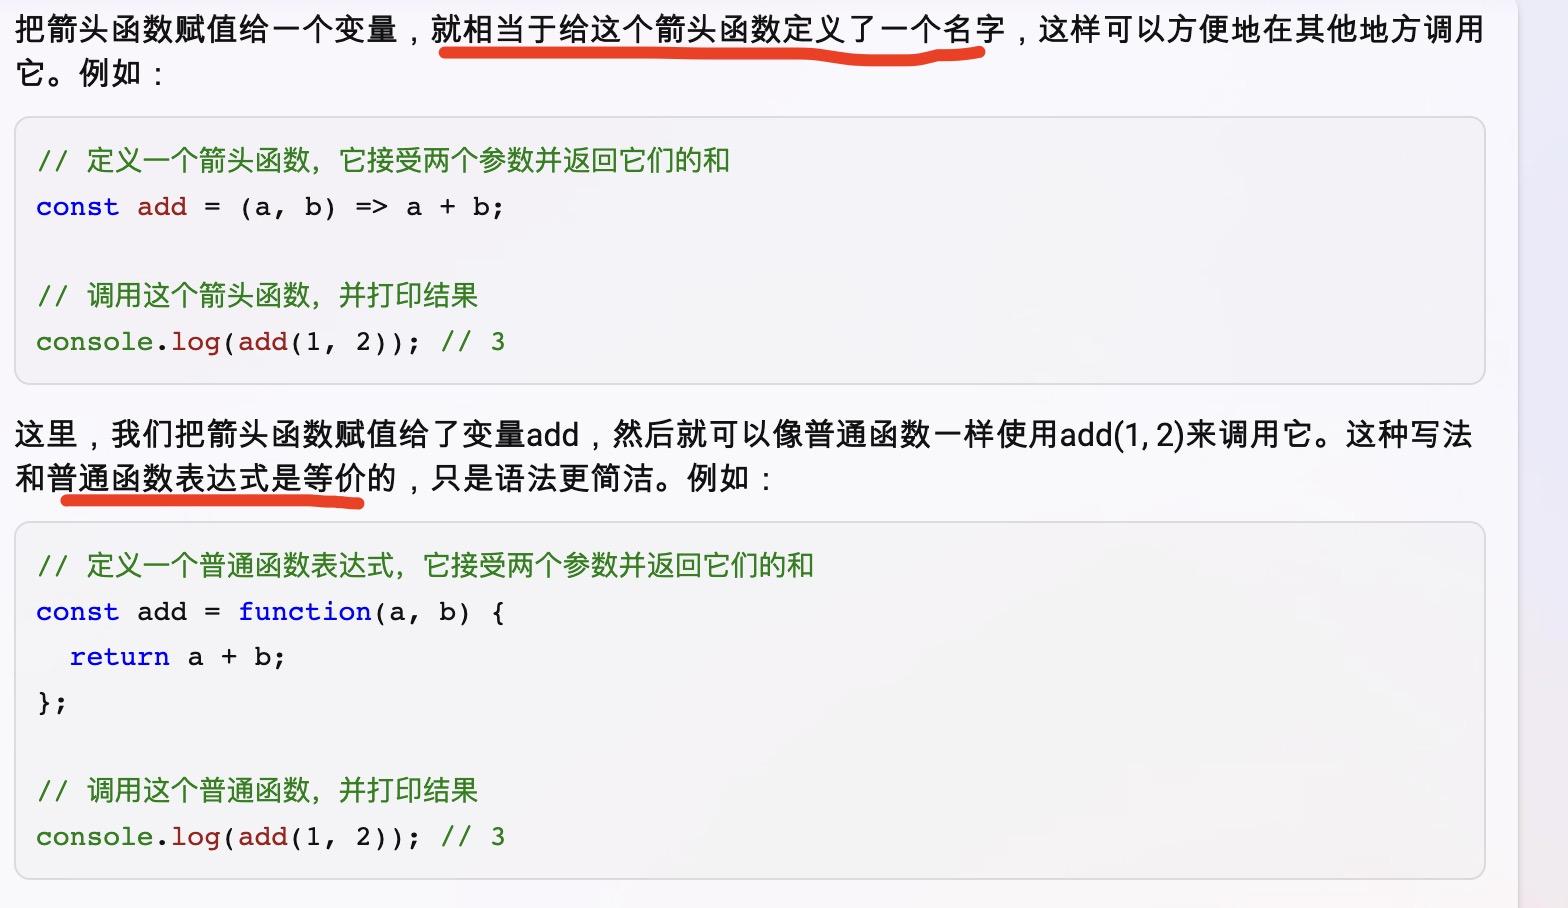 把箭头函数赋值给一个变量，就相当于给这个箭头函数定义了一个名字，这样可以方便地在其他地方调用
它。例如：
// 定义一个箭头函数，它接受两个参数并返回它们的和
const add = (a, b) => a + b;
// 调用这个箭头函数，并打印结果
console.log(add(1, 2)); // 3
这里，我们把箭头函数赋值给了变量add，然后就可以像普通函数一样使用add(1, 2)来调用它。这种写法
和普通函数表达式是等价的，只是语法更简洁。例如：
// 定义一个普通函数表达式，它接受两个参数并返回它们的和
const add = function(a, b) {
  return a + b;
};
// 调用这个普通函数，并打印结果
console.log(add(1, 2)); // 3